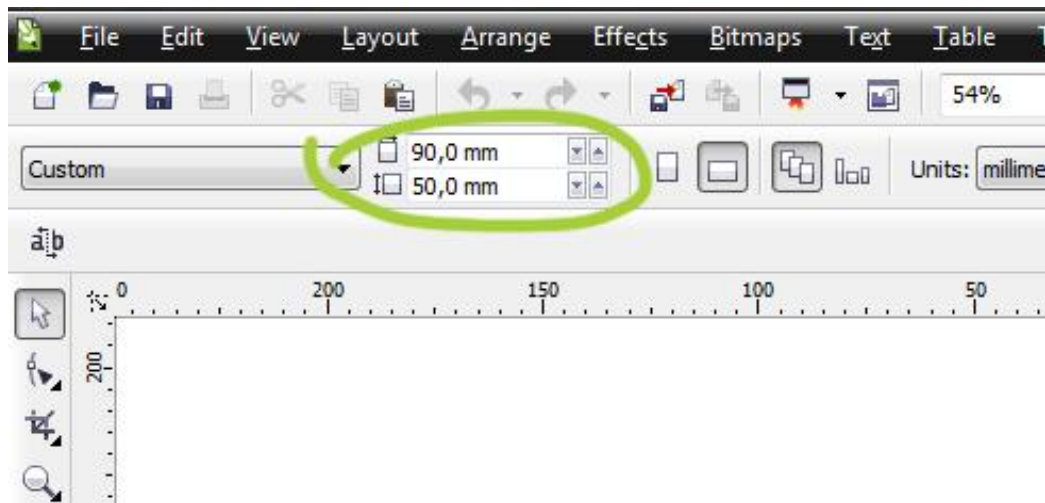 File Edit View Layout Arrange Effects Bitmaps Text Table
54%
Custom 90,0 mm
50,0 mm
Units: millime
a b
0 200 150 100 50
200